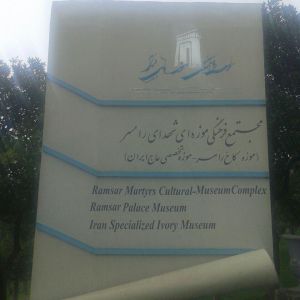 مجتمع فرهنگی موزه ای شهدای رامسر
(موزه کاخ رامسر - موزه تخصصی عاج ایران)
Ramsar Martyrs Cultural-Museum Complex
Ramsar Palace Museum
Iran Specialized Ivory Museum